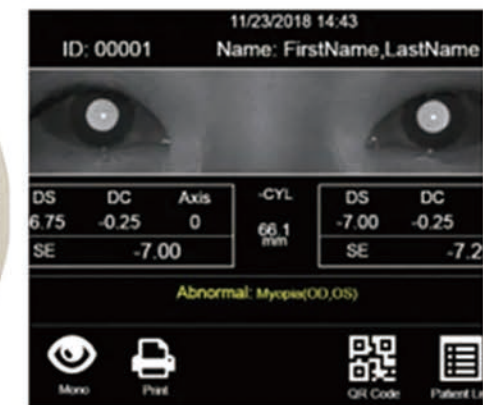 11/23/2018 14:43
ID: 00001 Name: FirstName,LastName
DS DC Axis -CYL DS DC
6.75 -0.25 0 66.1 mm -7.00 -0.25
SE -7.00 SE -7.2
Abnormal: Myopia(OD,OS)
Mono Print QR Code Patient Li